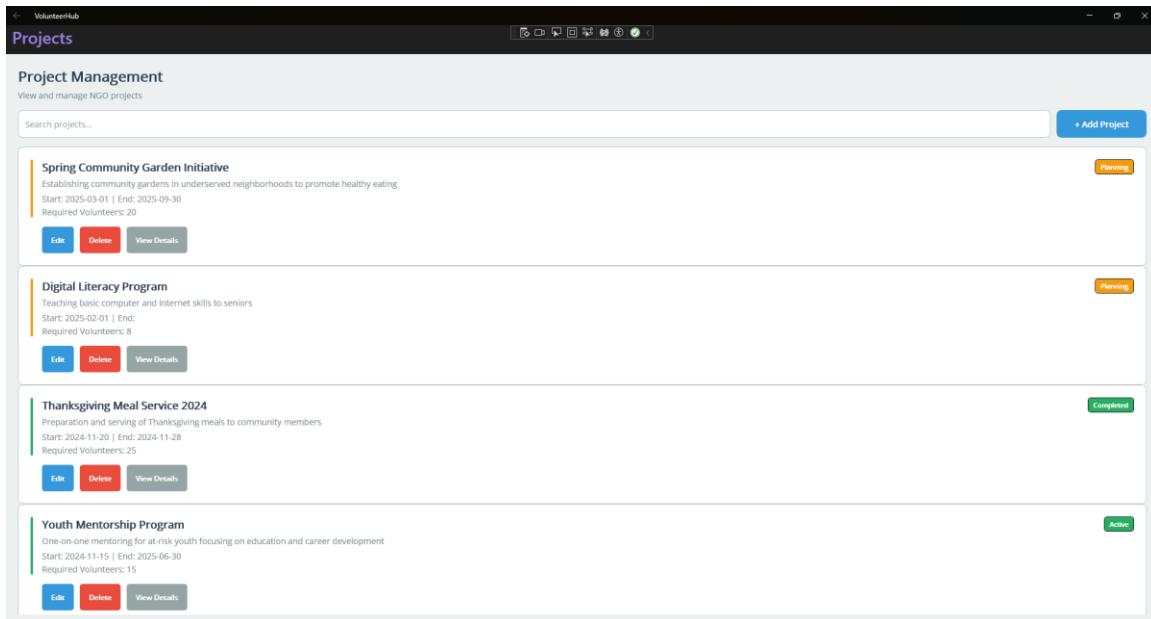 VolunteerHub
Projects
Project Management
View and manage NGO projects
Search projects...
+ Add Project
Spring Community Garden Initiative
Planning
Establishing community gardens in underserved neighborhoods to promote healthy eating
Start: 2025-03-01 | End: 2025-09-30
Required Volunteers: 20
Edit Delete View Details
Digital Literacy Program
Planning
Teaching basic computer and internet skills to seniors
Start: 2025-02-01 | End:
Required Volunteers: 8
Edit Delete View Details
Thanksgiving Meal Service 2024
Completed
Preparation and serving of Thanksgiving meals to community members
Start: 2024-11-20 | End: 2024-11-28
Required Volunteers: 25
Edit Delete View Details
Youth Mentorship Program
Active
One-on-one mentoring for at-risk youth focusing on education and career development
Start: 2024-11-15 | End: 2025-06-30
Required Volunteers: 15
Edit Delete View Details